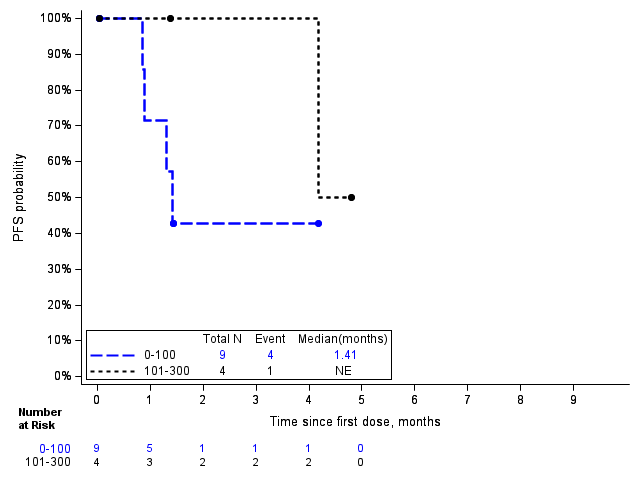 100%
90%
80%
70%
60%
50%
40%
30%
20%
10%
0%
PFS probability
Total N Event Median(months)
0-100 9 4 1.41
101-300 4 1 NE
0 1 2 3 4 5 6 7 8 9
Time since first dose, months
Number
at Risk
0-100 9 5 1 1 1 0
101-300 4 3 2 2 2 0